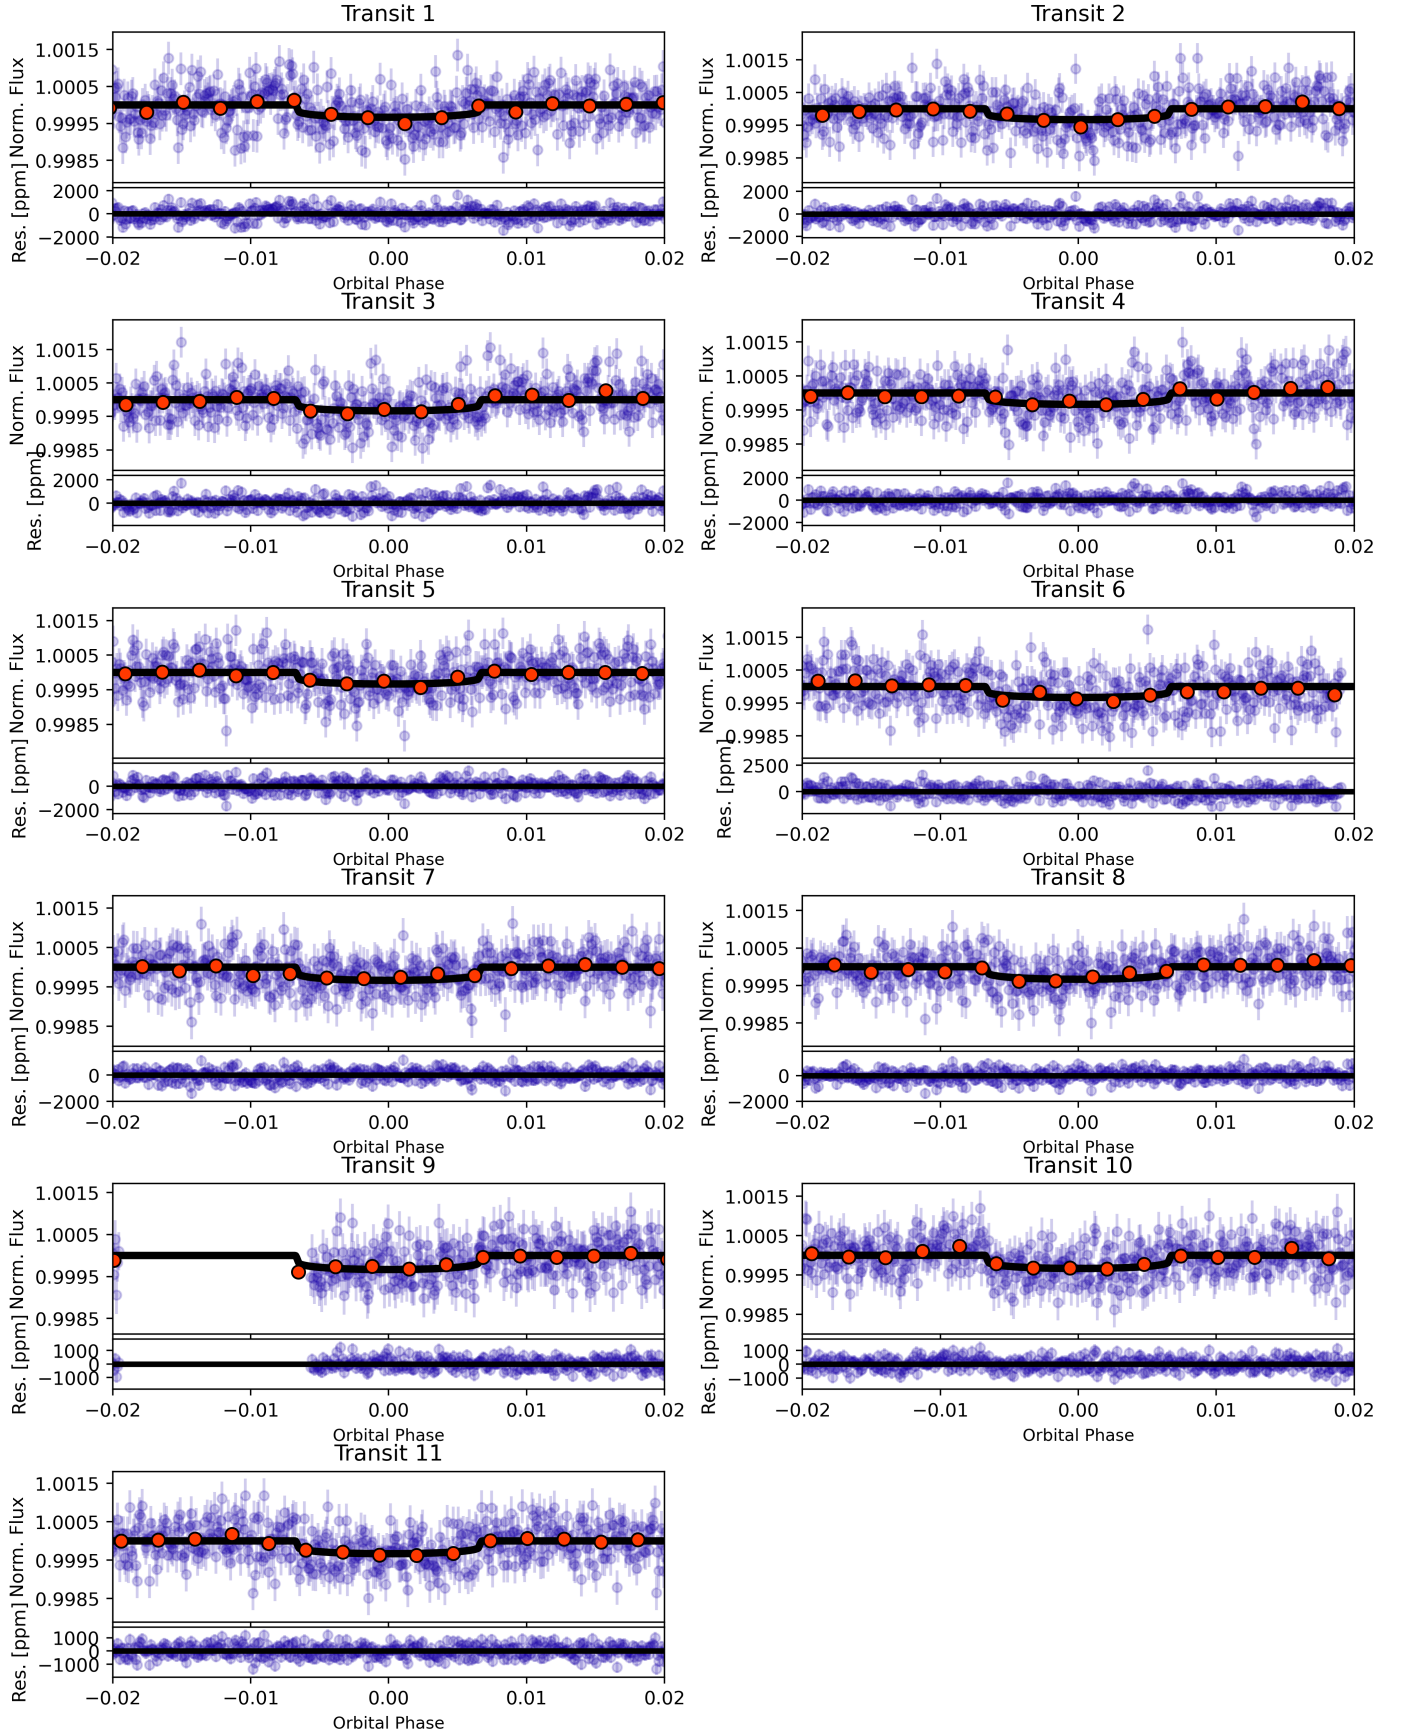 Transit 1
1.0015
1.0005
0.9995
0.9985
Norm. Flux
2000
0
−2000
Res. [ppm]
−0.02 −0.01 0.00 0.01 0.02
Orbital Phase
Transit 2
1.0015
1.0005
0.9995
0.9985
Norm. Flux
2000
0
−2000
Res. [ppm]
−0.02 −0.01 0.00 0.01 0.02
Orbital Phase
Transit 3
1.0015
1.0005
0.9995
0.9985
Norm. Flux
2000
0
Res. [ppm]
−0.02 −0.01 0.00 0.01 0.02
Orbital Phase
Transit 4
1.0015
1.0005
0.9995
0.9985
Norm. Flux
2000
0
−2000
Res. [ppm]
−0.02 −0.01 0.00 0.01 0.02
Orbital Phase
Transit 5
1.0015
1.0005
0.9995
0.9985
Norm. Flux
0
−2000
Res. [ppm]
−0.02 −0.01 0.00 0.01 0.02
Orbital Phase
Transit 6
1.0015
1.0005
0.9995
0.9985
Norm. Flux
2500
0
Res. [ppm]
−0.02 −0.01 0.00 0.01 0.02
Orbital Phase
Transit 7
1.0015
1.0005
0.9995
0.9985
Norm. Flux
0
−2000
Res. [ppm]
−0.02 −0.01 0.00 0.01 0.02
Orbital Phase
Transit 8
1.0015
1.0005
0.9995
0.9985
Norm. Flux
0
−2000
Res. [ppm]
−0.02 −0.01 0.00 0.01 0.02
Orbital Phase
Transit 9
1.0015
1.0005
0.9995
0.9985
Norm. Flux
1000
0
−1000
Res. [ppm]
−0.02 −0.01 0.00 0.01 0.02
Orbital Phase
Transit 10
1.0015
1.0005
0.9995
0.9985
Norm. Flux
1000
0
−1000
Res. [ppm]
−0.02 −0.01 0.00 0.01 0.02
Orbital Phase
Transit 11
1.0015
1.0005
0.9995
0.9985
Norm. Flux
1000
0
−1000
Res. [ppm]
−0.02 −0.01 0.00 0.01 0.02
Orbital Phase